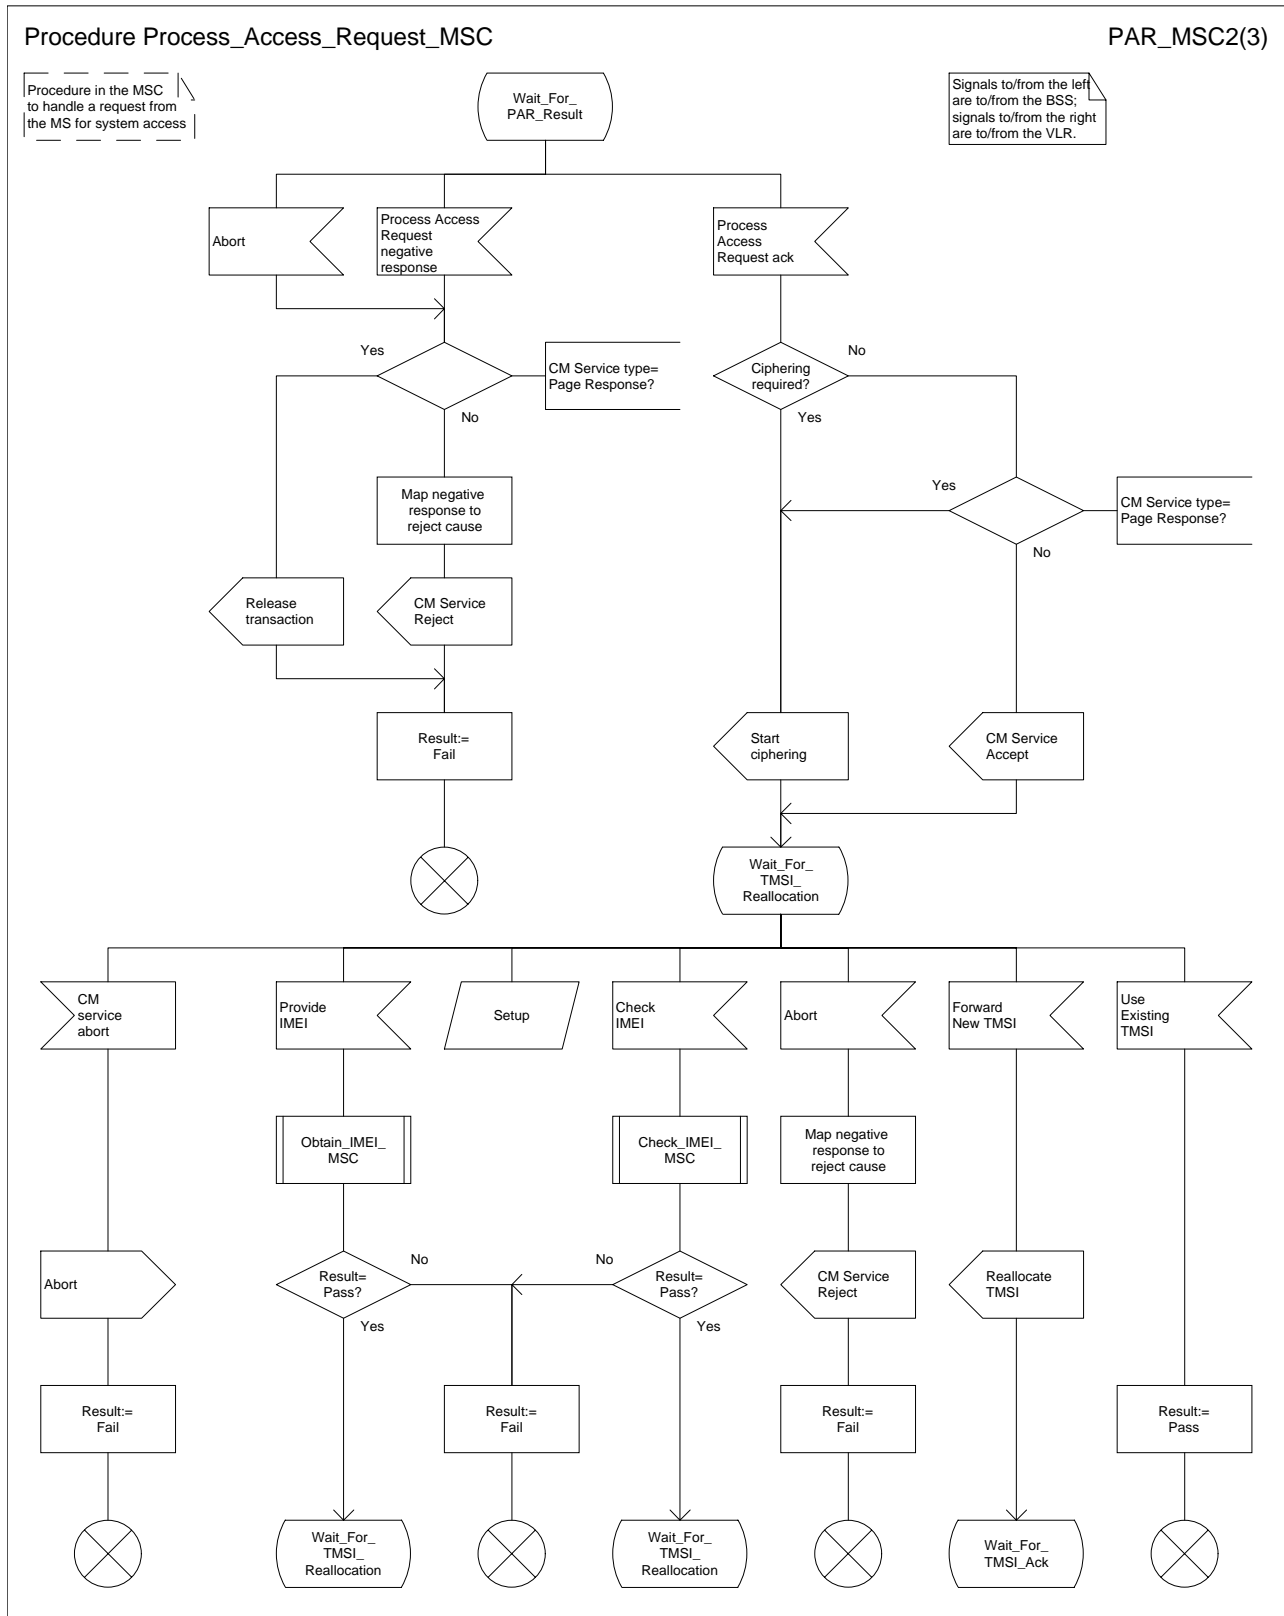 Procedure Process_Access_Request_MSC
PAR_MSC2(3)
Procedure in the MSC
to handle a request from
the MS for system access
Signals to/from the left
are to/from the BSS;
signals to/from the right
are to/from the VLR.
Wait_For_
PAR_Result
Abort
Process Access
Request
negative
response
Process
Access
Request ack
Yes
CM Service type=
Page Response?
No
Ciphering
required?
No
Yes
Yes
CM Service type=
Page Response?
No
Map negative
response to
reject cause
Release
transaction
CM Service
Reject
Result:=
Fail
Start
ciphering
CM Service
Accept
Wait_For_
TMSI_
Reallocation
CM
service
abort
Provide
IMEI
Setup
Check
IMEI
Abort
Forward
New TMSI
Use
Existing
TMSI
Obtain_IMEI_
MSC
Check_IMEI_
MSC
Map negative
response to
reject cause
Abort
Result=
Pass?
No
Yes
No
Result=
Pass?
Yes
CM Service
Reject
Reallocate
TMSI
Result:=
Fail
Result:=
Fail
Result:=
Fail
Result:=
Pass
Wait_For_
TMSI_
Reallocation
Wait_For_
TMSI_
Reallocation
Wait_For_
TMSI_Ack